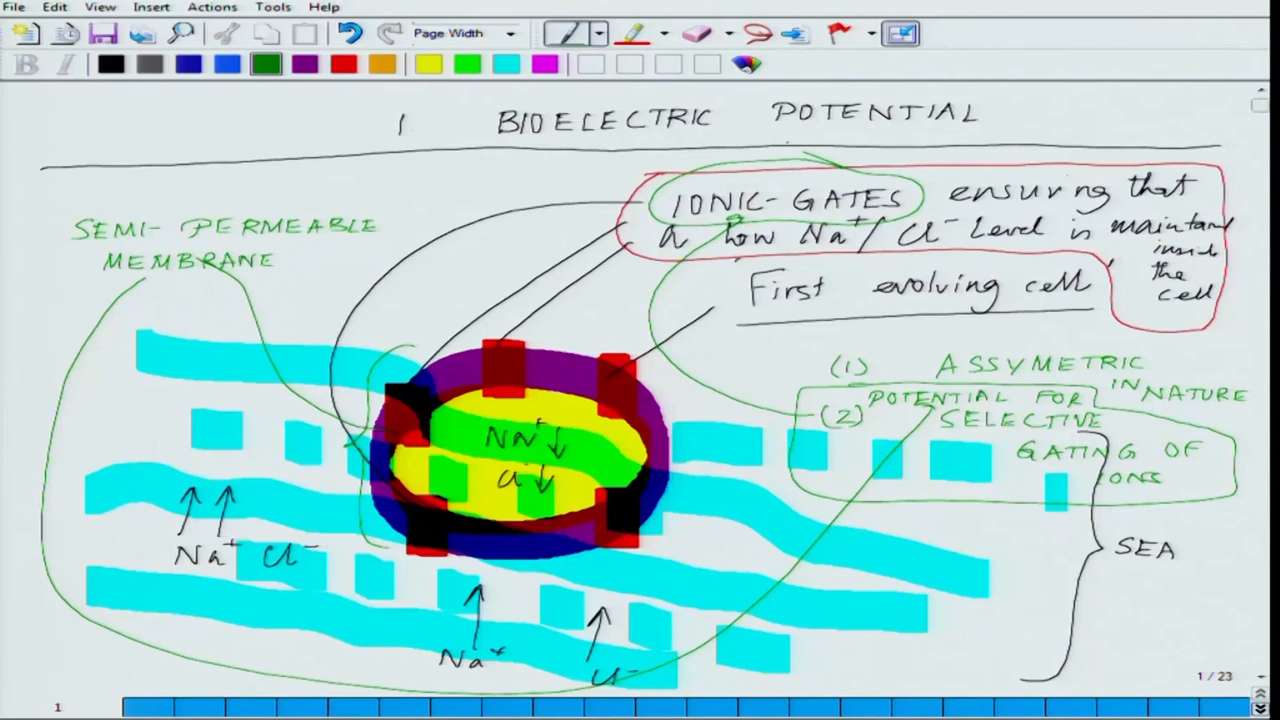 File Edit View Insert Actions Tools Help
Page Width
1 BIOELECTRIC POTENTIAL
IONIC-GATES ensuring that
a low Na+/Cl- Level is maintained
inside
the
cell
SEMI-PERMEABLE
MEMBRANE
First evolving cell
(1) ASSYMETRIC
IN NATURE
(2) POTENTIAL FOR
SELECTIVE
GATING OF
IONS
NA+ ↓
Cl- ↓
Na+ Cl-
SEA
Na+
Cl-
1 / 23
1